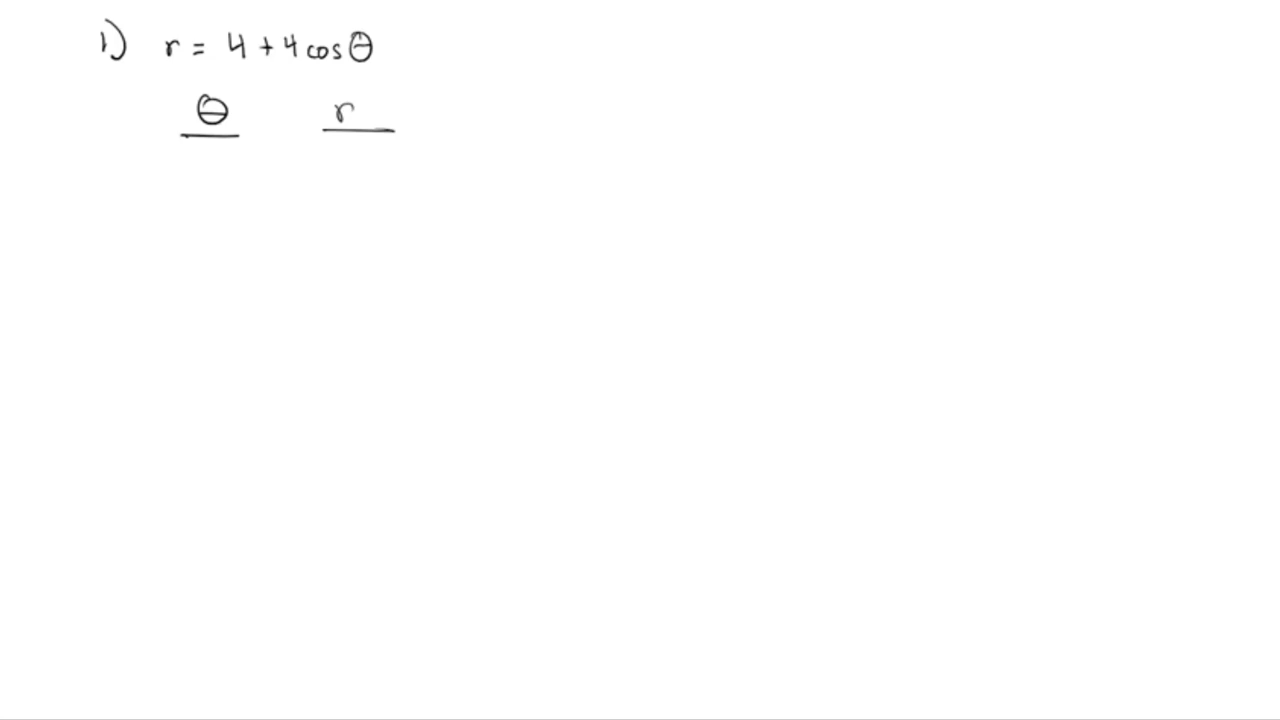 1) r = 4 + 4 cos θ
θ r